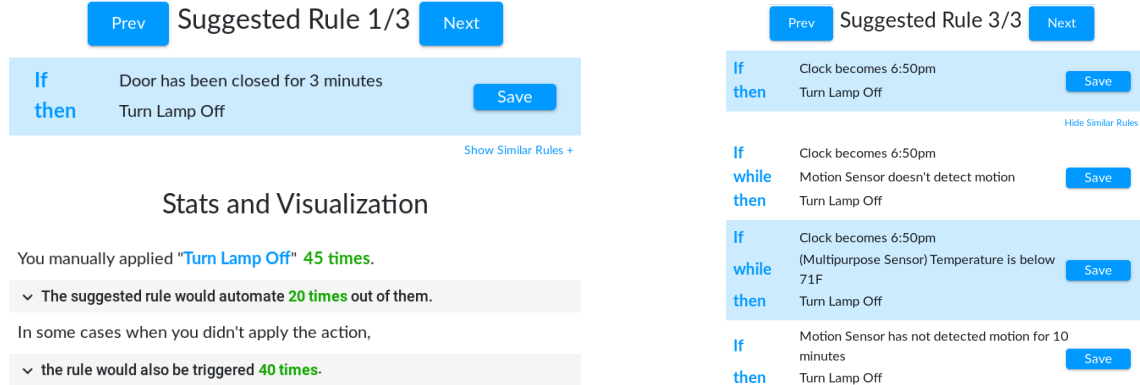 Prev Suggested Rule 1/3 Next
If Door has been closed for 3 minutes
then Turn Lamp Off
Save
Show Similar Rules +
Stats and Visualization
You manually applied "Turn Lamp Off" 45 times.
The suggested rule would automate 20 times out of them.
In some cases when you didn't apply the action,
the rule would also be triggered 40 times.
Prev Suggested Rule 3/3 Next
If Clock becomes 6:50pm
then Turn Lamp Off
Save
Hide Similar Rules
If Clock becomes 6:50pm
while Motion Sensor doesn't detect motion
then Turn Lamp Off
Save
If Clock becomes 6:50pm
while (Multipurpose Sensor) Temperature is below
71F
then Turn Lamp Off
Save
If Motion Sensor has not detected motion for 10
minutes
then Turn Lamp Off
Save